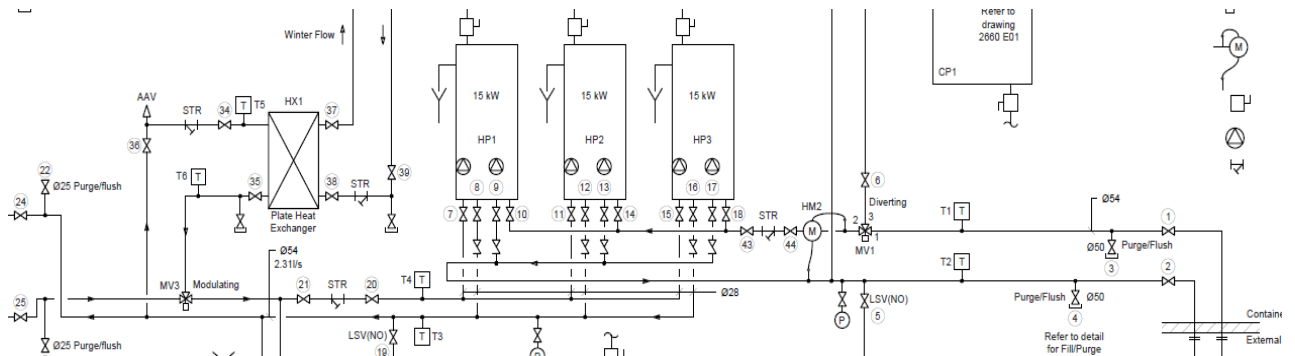 Refer to
drawing
2660 E01
CP1
M
Winter Flow
AAV
STR
34
T
T5
HX1
37
36
15 kW
15 kW
15 kW
HP1
HP2
HP3
22
Ø25 Purge/flush
T6
T
35
38
STR
39
24
Plate Heat
Exchanger
7
8
9
10
11
12
13
14
15
16
17
18
STR
43
44
HM2
M
6
Diverting
2
3
1
MV1
T1
T
Ø54
1
Ø50
Purge/Flush
3
Ø54
2.31l/s
T2
T
2
MV3
Modulating
21
STR
20
T4
T
Ø28
25
Purge/Flush
Ø50
4
LSV(NO)
5
P
LSV(NO)
19
T
T3
P
Ø25 Purge/flush
Refer to detail
for Fill/Purge
External